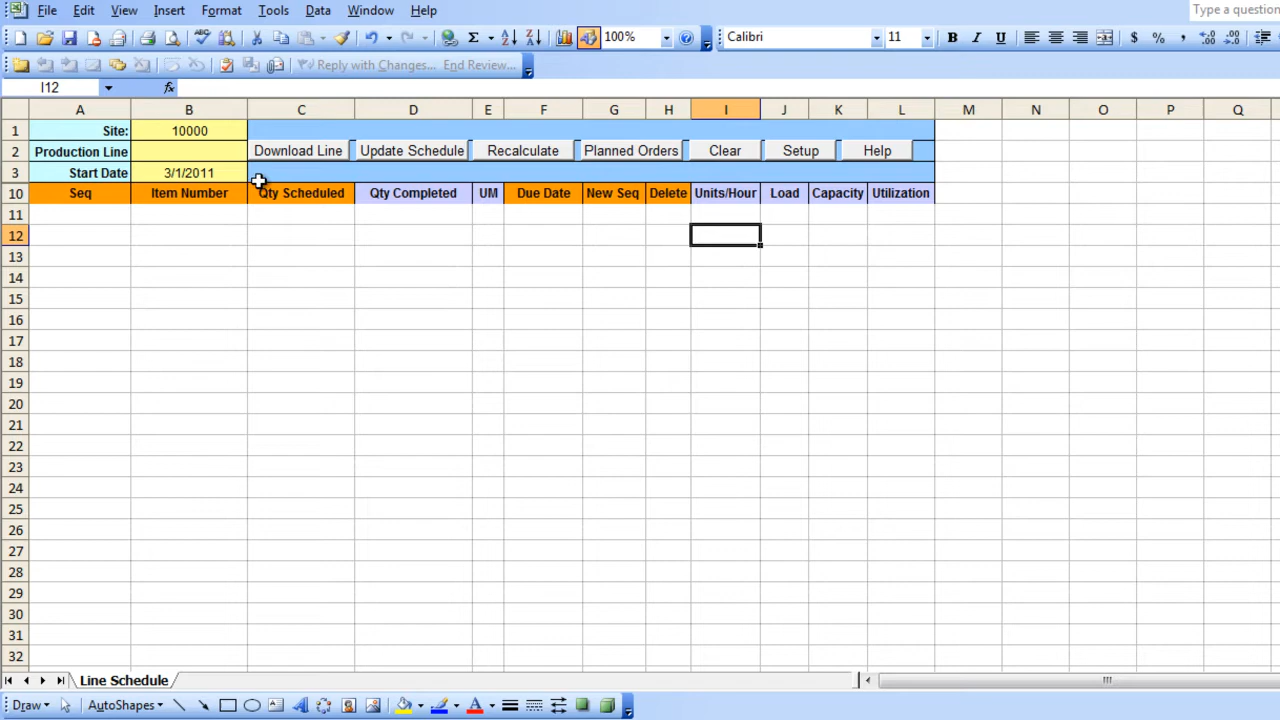 File Edit View Insert Format Tools Data Window Help Type a question
100% Calibri 11 B I U $ % ,
Reply with Changes... End Review...
I12 fx
A B C D E F G H I J K L M N O P Q
1 Site: 10000
2 Production Line Download Line Update Schedule Recalculate Planned Orders Clear Setup Help
3 Start Date 3/1/2011
10 Seq Item Number Qty Scheduled Qty Completed UM Due Date New Seq Delete Units/Hour Load Capacity Utilization
11
12
13
14
15
16
17
18
19
20
21
22
23
24
25
26
27
28
29
30
31
32
Line Schedule
Draw AutoShapes